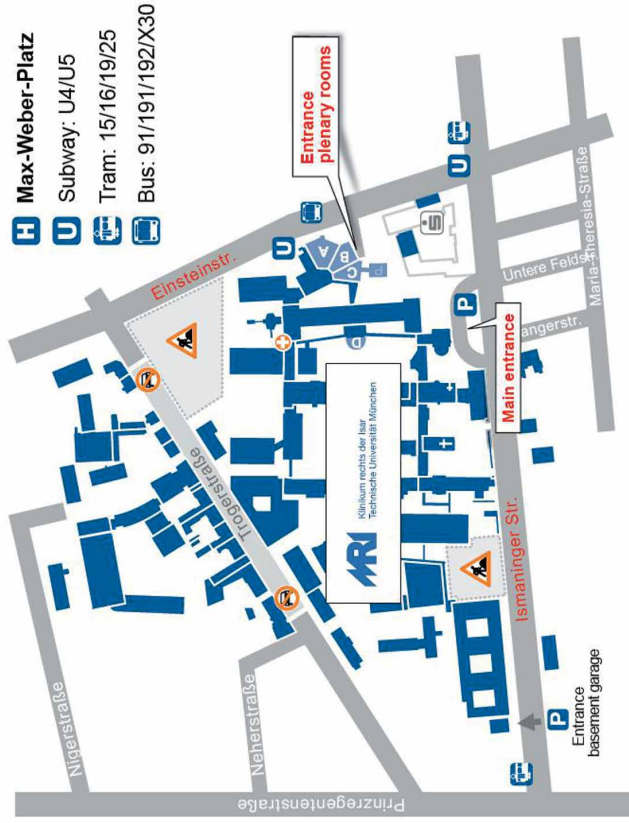 H Max-Weber-Platz
U Subway: U4/U5
Tram: 15/16/19/25
Bus: 91/191/192/X30
Einsteinstr.
Entrance
plenary rooms
U
A
B
C
D
U
Trogerstraße
MRI
Klinikum rechts der Isar
Technische Universität München
P
Main entrance
Untere Feldst
angerstr.
Maria-Theresia-Straße
Nigerstraße
Neherstraße
Ismaninger Str.
P
Entrance
basement garage
Prinzregentenstraße